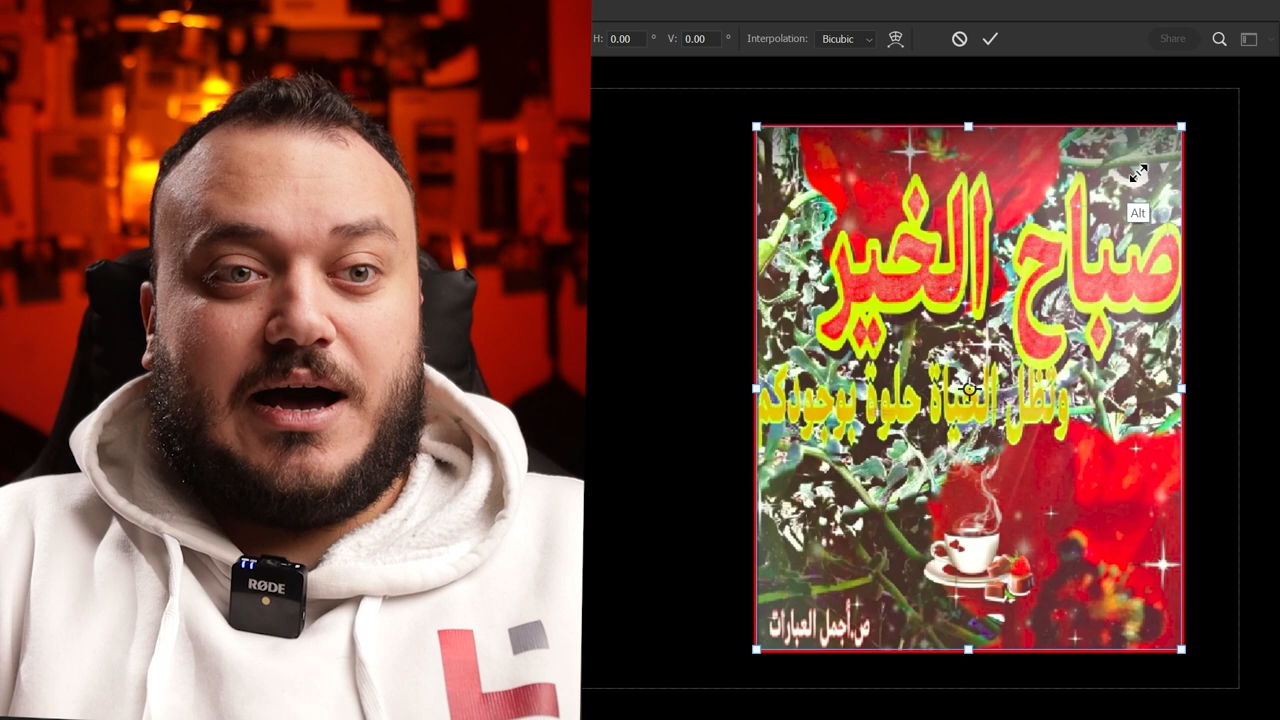 H: 0.00 ° V: 0.00 ° Interpolation: Bicubic Share
Alt
صباح الخير
وتظل الحياة حلوة بوجودكم
ص.أجمل العبارات
RØDE